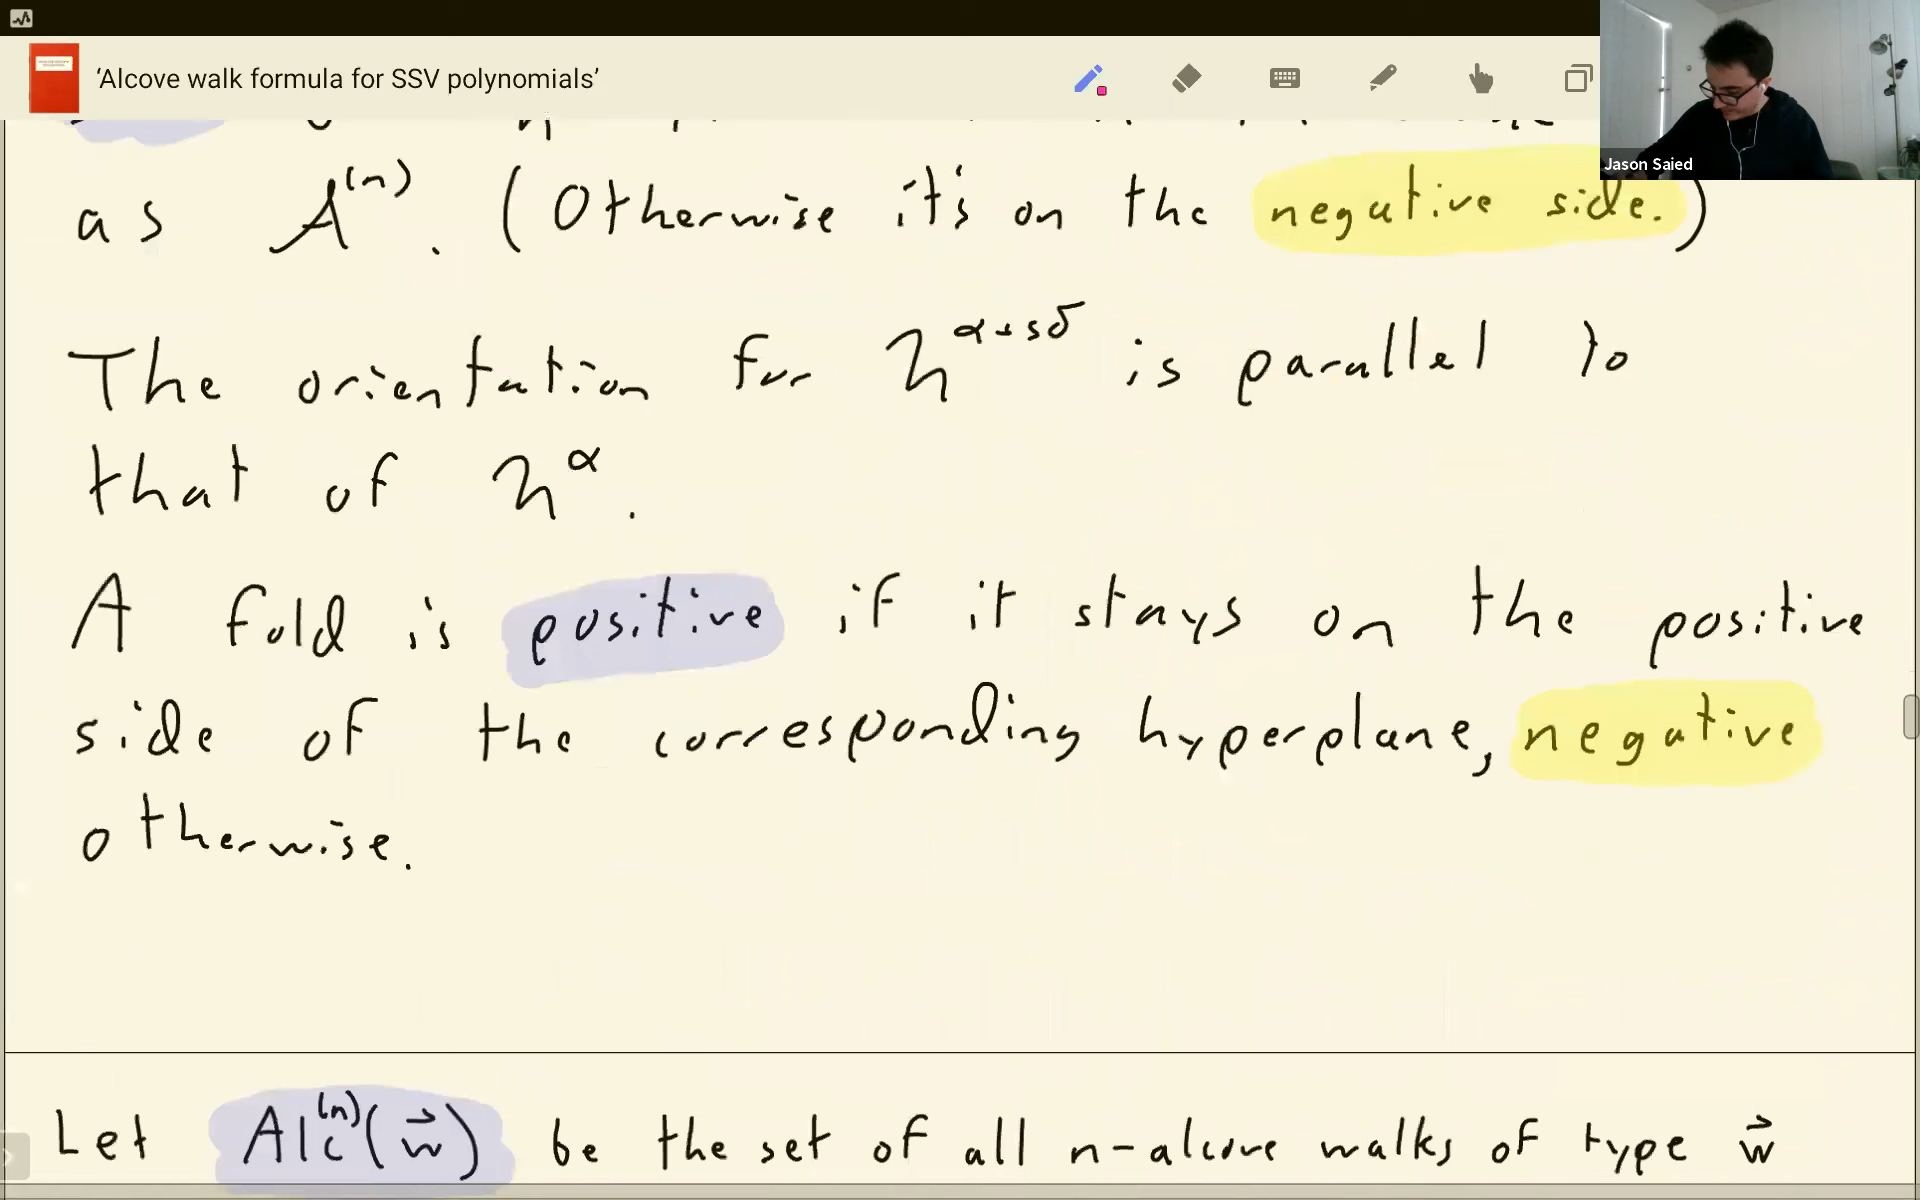 ‘Alcove walk formula for SSV polynomials’
Jason Saied
as A^(n). (Otherwise it's on the negative side.)
The orientation for h^{α+sδ} is parallel to
that of h^α.
A fold is positive if it stays on the positive
side of the corresponding hyperplane, negative
otherwise.
Let Alc^(n)(w⃗) be the set of all n-alcove walks of type w⃗